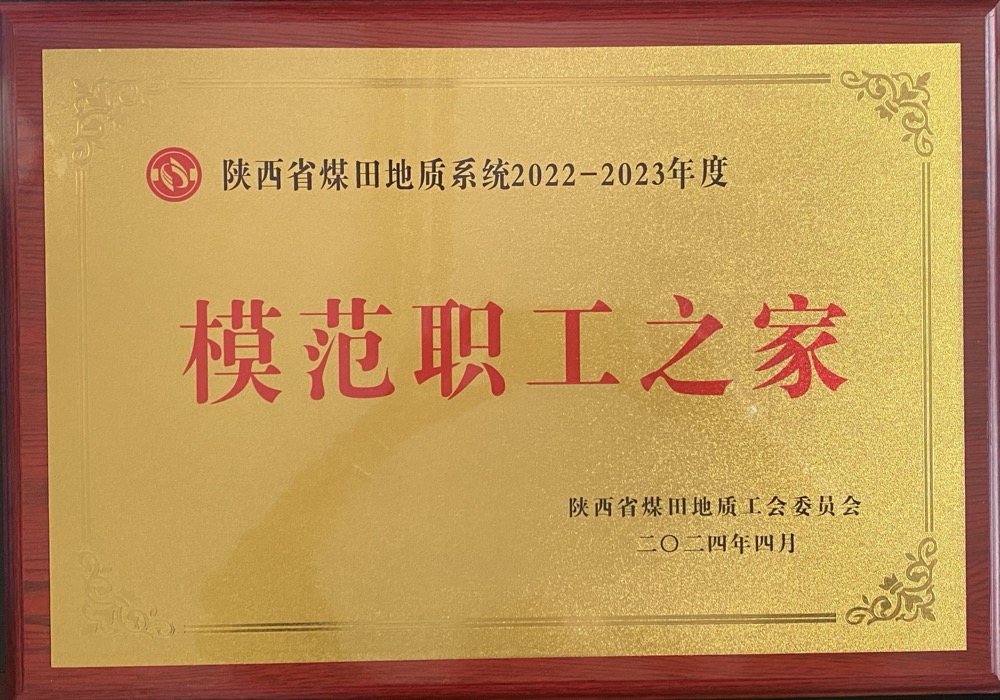 陕西省煤田地质系统2022-2023年度
模范职工之家
陕西省煤田地质工会委员会
二〇二四年四月